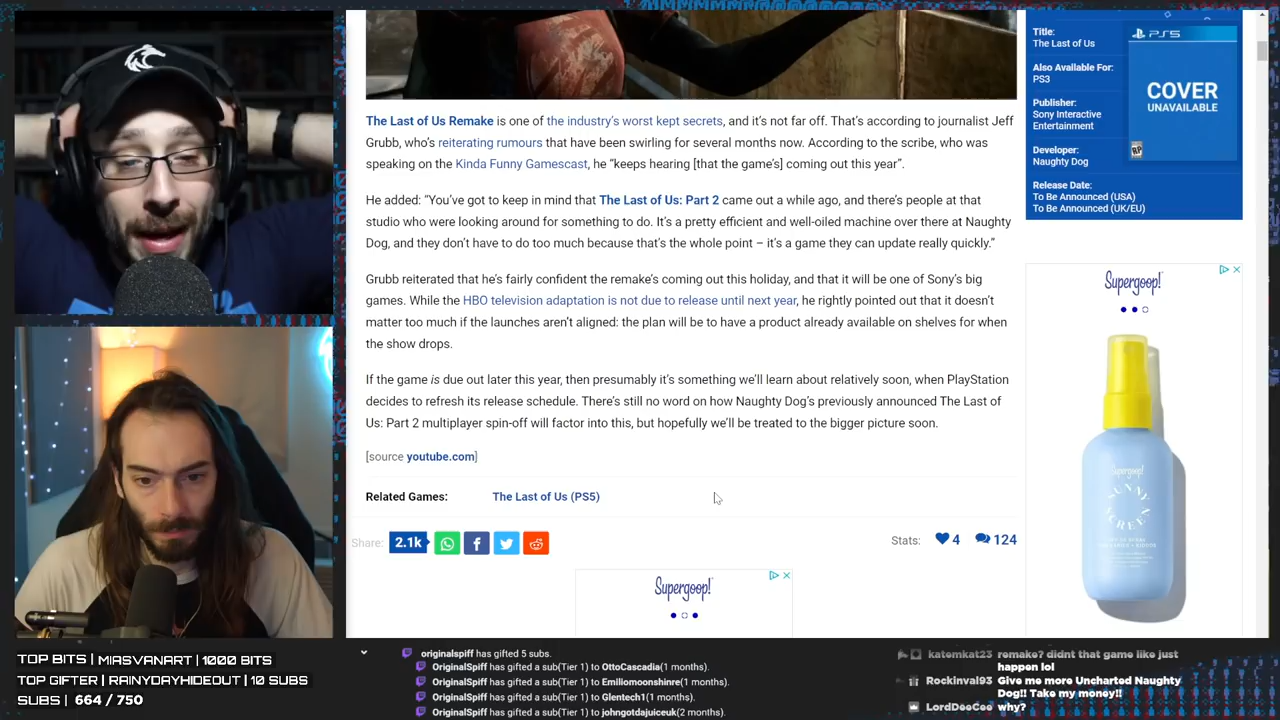 The Last of Us Remake is one of the industry's worst kept secrets, and it's not far off. That's according to journalist Jeff
Grubb, who's reiterating rumours that have been swirling for several months now. According to the scribe, who was
speaking on the Kinda Funny Gamescast, he “keeps hearing [that the game's] coming out this year”.
He added: “You've got to keep in mind that The Last of Us: Part 2 came out a while ago, and there's people at that
studio who were looking around for something to do. It's a pretty efficient and well-oiled machine over there at Naughty
Dog, and they don't have to do too much because that's the whole point – it's a game they can update really quickly.”
Grubb reiterated that he's fairly confident the remake's coming out this holiday, and that it will be one of Sony's big
games. While the HBO television adaptation is not due to release until next year, he rightly pointed out that it doesn't
matter too much if the launches aren't aligned: the plan will be to have a product already available on shelves for when
the show drops.
If the game is due out later this year, then presumably it's something we'll learn about relatively soon, when PlayStation
decides to refresh its release schedule. There's still no word on how Naughty Dog's previously announced The Last of
Us: Part 2 multiplayer spin-off will factor into this, but hopefully we'll be treated to the bigger picture soon.
[source youtube.com]
Related Games: The Last of Us (PS5)
Share: 2.1k
Stats: 4 124
Supergoop!
Title:
The Last of Us
Also Available For:
PS3
Publisher:
Sony Interactive
Entertainment
Developer:
Naughty Dog
Release Date:
To Be Announced (USA)
To Be Announced (UK/EU)
PS5
COVER
UNAVAILABLE
RP
Supergoop!
supergoop!
SUNNY
SCREEN
TOP BITS | MIASVANART | 1000 BITS
TOP GIFTER | RAINYDAYHIDEOUT | 10 SUBS
SUBS | 664 / 750
originalspiff has gifted 5 subs.
OriginalSpiff has gifted a sub(Tier 1) to OttoCascadia(1 months).
OriginalSpiff has gifted a sub(Tier 1) to Emiliomoonshinre(1 months).
OriginalSpiff has gifted a sub(Tier 1) to Glentech1(1 months).
OriginalSpiff has gifted a sub(Tier 1) to johngotdajuiceuk(2 months).
katemkat23 remake? didnt that game like just
happen lol
Rockinval93 Give me more Uncharted Naughty
Dog!! Take my money!!
LordDeeCee why?